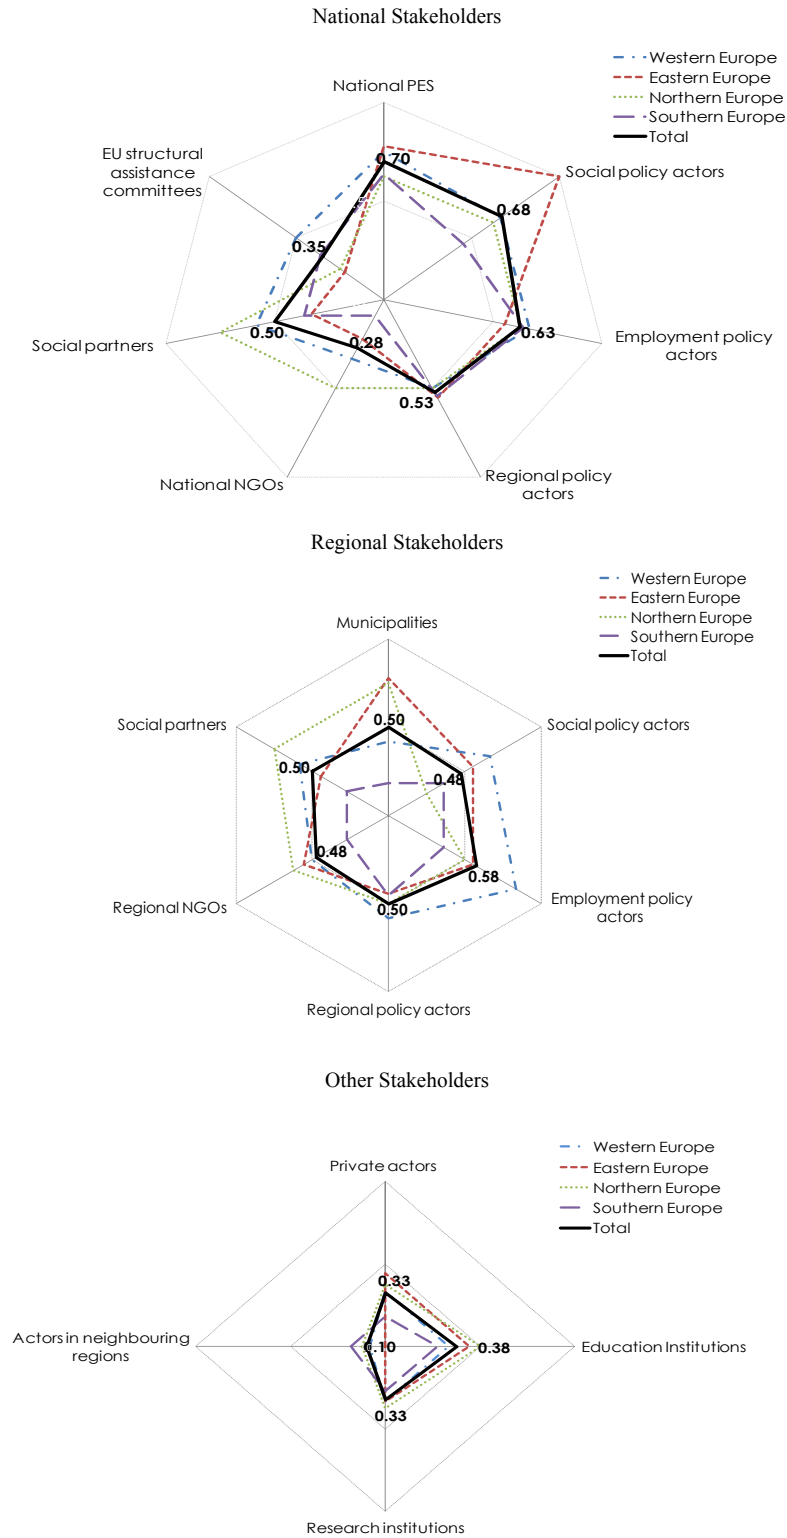 National Stakeholders
Western Europe
Eastern Europe
Northern Europe
Southern Europe
Total
National PES
EU structural
assistance
committees
Social policy actors
0.70
0.68
0.35
0.50
0.63
0.28
0.53
Social partners
Employment policy
actors
National NGOs
Regional policy
actors
Regional Stakeholders
Western Europe
Eastern Europe
Northern Europe
Southern Europe
Total
Municipalities
Social partners
Social policy actors
0.50
0.50
0.48
0.48
0.58
0.50
Regional NGOs
Employment policy
actors
Regional policy actors
Other Stakeholders
Western Europe
Eastern Europe
Northern Europe
Southern Europe
Total
Private actors
0.33
Actors in neighbouring
regions
0.10
0.38
Education Institutions
0.33
Research institutions